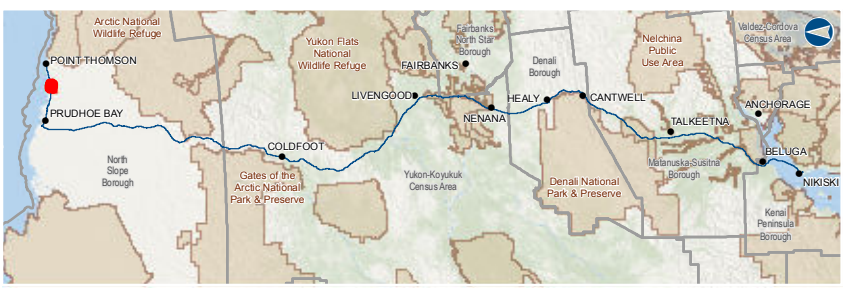 Arctic National
Wildlife Refuge
POINT THOMSON
PRUDHOE BAY
North
Slope
Borough
COLDFOOT
Gates of the
Arctic National
Park & Preserve
Yukon Flats
National
Wildlife Refuge
LIVENGOOD
Fairbanks
North Star
Borough
FAIRBANKS
NENANA
Yukon-Koyukuk
Census Area
Denali
Borough
HEALY
CANTWELL
Denali National
Park & Preserve
Nelchina
Public
Use Area
TALKEETNA
Matanuska-Susitna
Borough
Valdez-Cordova
Census Area
ANCHORAGE
BELUGA
NIKISKI
Kenai
Peninsula
Borough